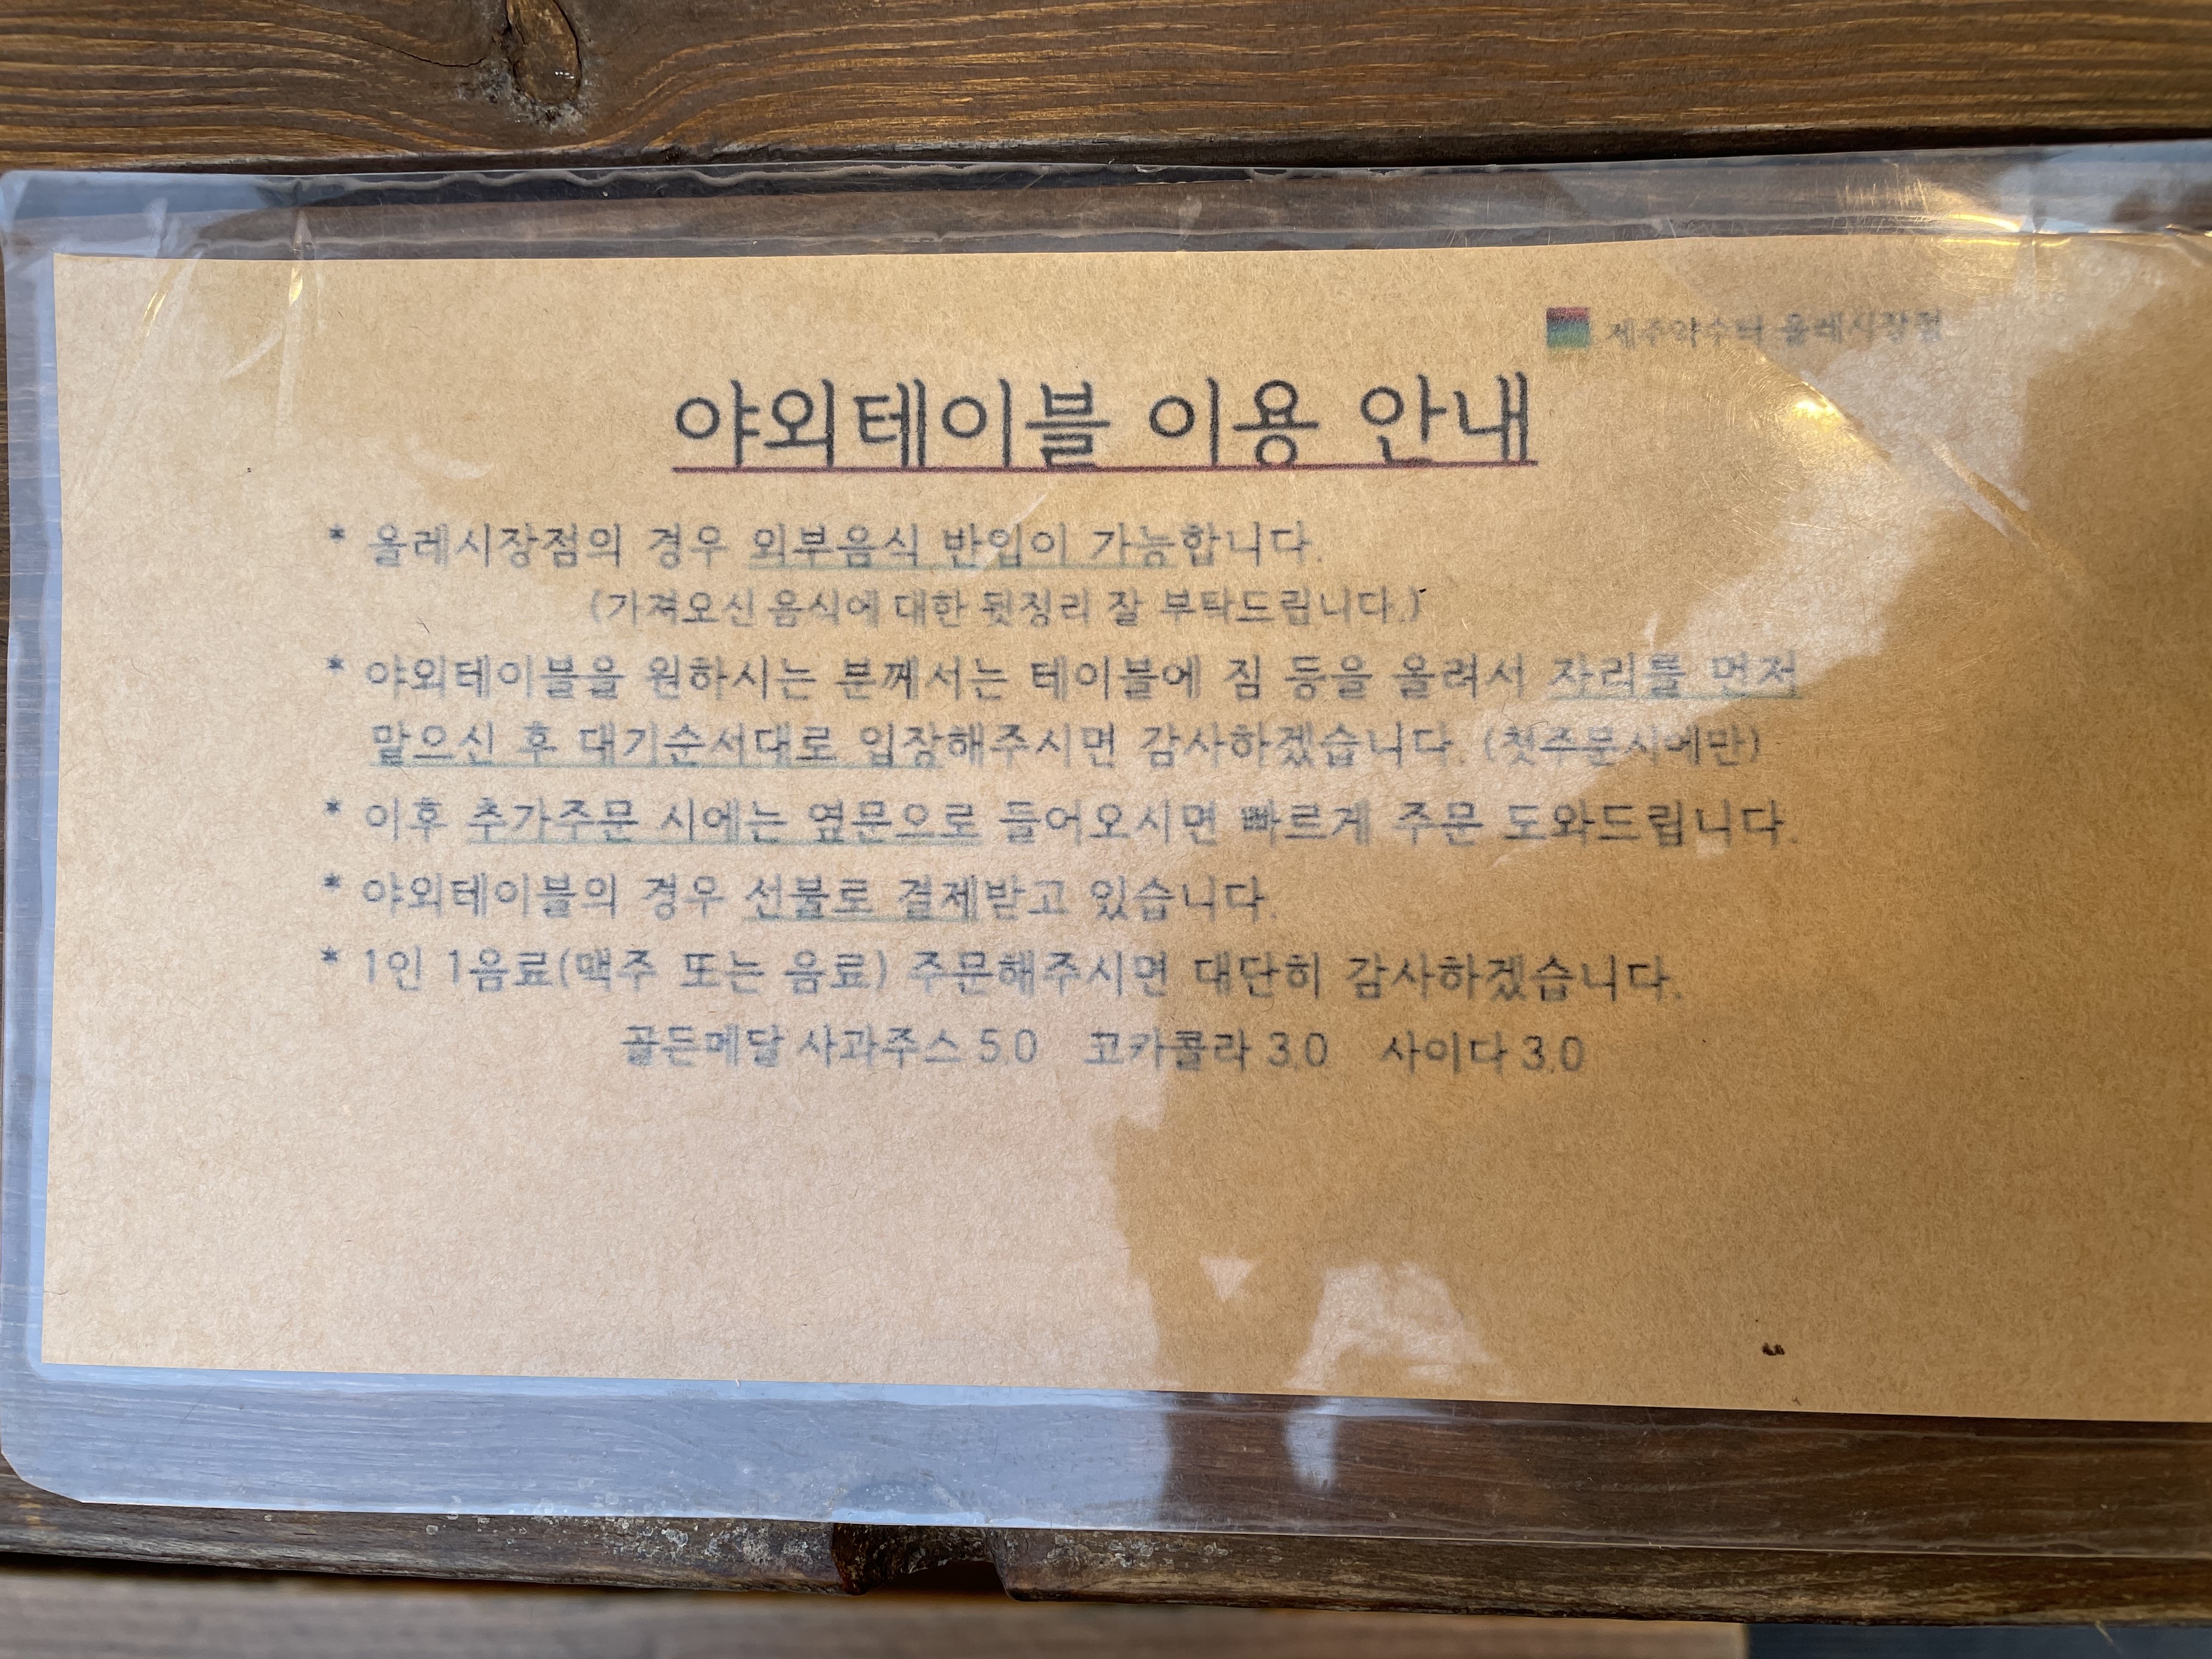 제주약수터 올레시장점
야외테이블 이용 안내
* 올레시장점의 경우 외부음식 반입이 가능합니다.
(가져오신 음식에 대한 뒷정리 잘 부탁드립니다.)
* 야외테이블을 원하시는 분께서는 테이블에 짐 등을 올려서 자리를 먼저
맡으신 후 대기순서대로 입장해주시면 감사하겠습니다. (첫주문시에만)
* 이후 추가주문 시에는 옆문으로 들어오시면 빠르게 주문 도와드립니다.
* 야외테이블의 경우 선불로 결제받고 있습니다.
* 1인 1음료(맥주 또는 음료) 주문해주시면 대단히 감사하겠습니다.
골든메달 사과주스 5.0 코카콜라 3.0 사이다 3.0